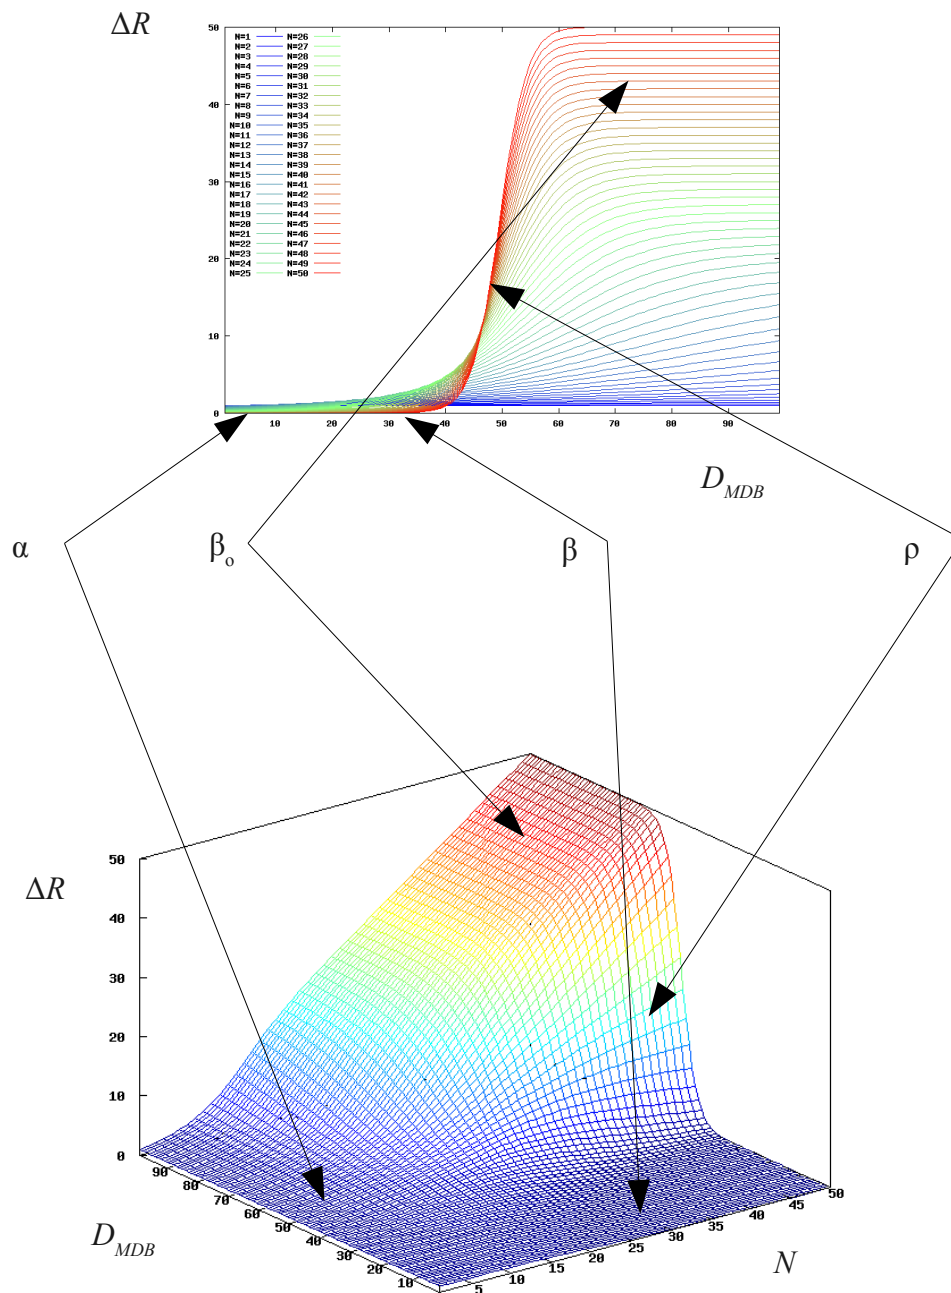 ΔR
50
40
30
20
10
0
N=1 N=26
N=2 N=27
N=3 N=28
N=4 N=29
N=5 N=30
N=6 N=31
N=7 N=32
N=8 N=33
N=9 N=34
N=10 N=35
N=11 N=36
N=12 N=37
N=13 N=38
N=14 N=39
N=15 N=40
N=16 N=41
N=17 N=42
N=18 N=43
N=19 N=44
N=20 N=45
N=21 N=46
N=22 N=47
N=23 N=48
N=24 N=49
N=25 N=50
10 20 30 40 50 60 70 80 90
D_MDB
α β_o β ρ
ΔR
50
40
30
20
10
0
90 80 70 60 50 40 30 20 10
5 10 15 20 25 30 35 40 45 50
D_MDB
N